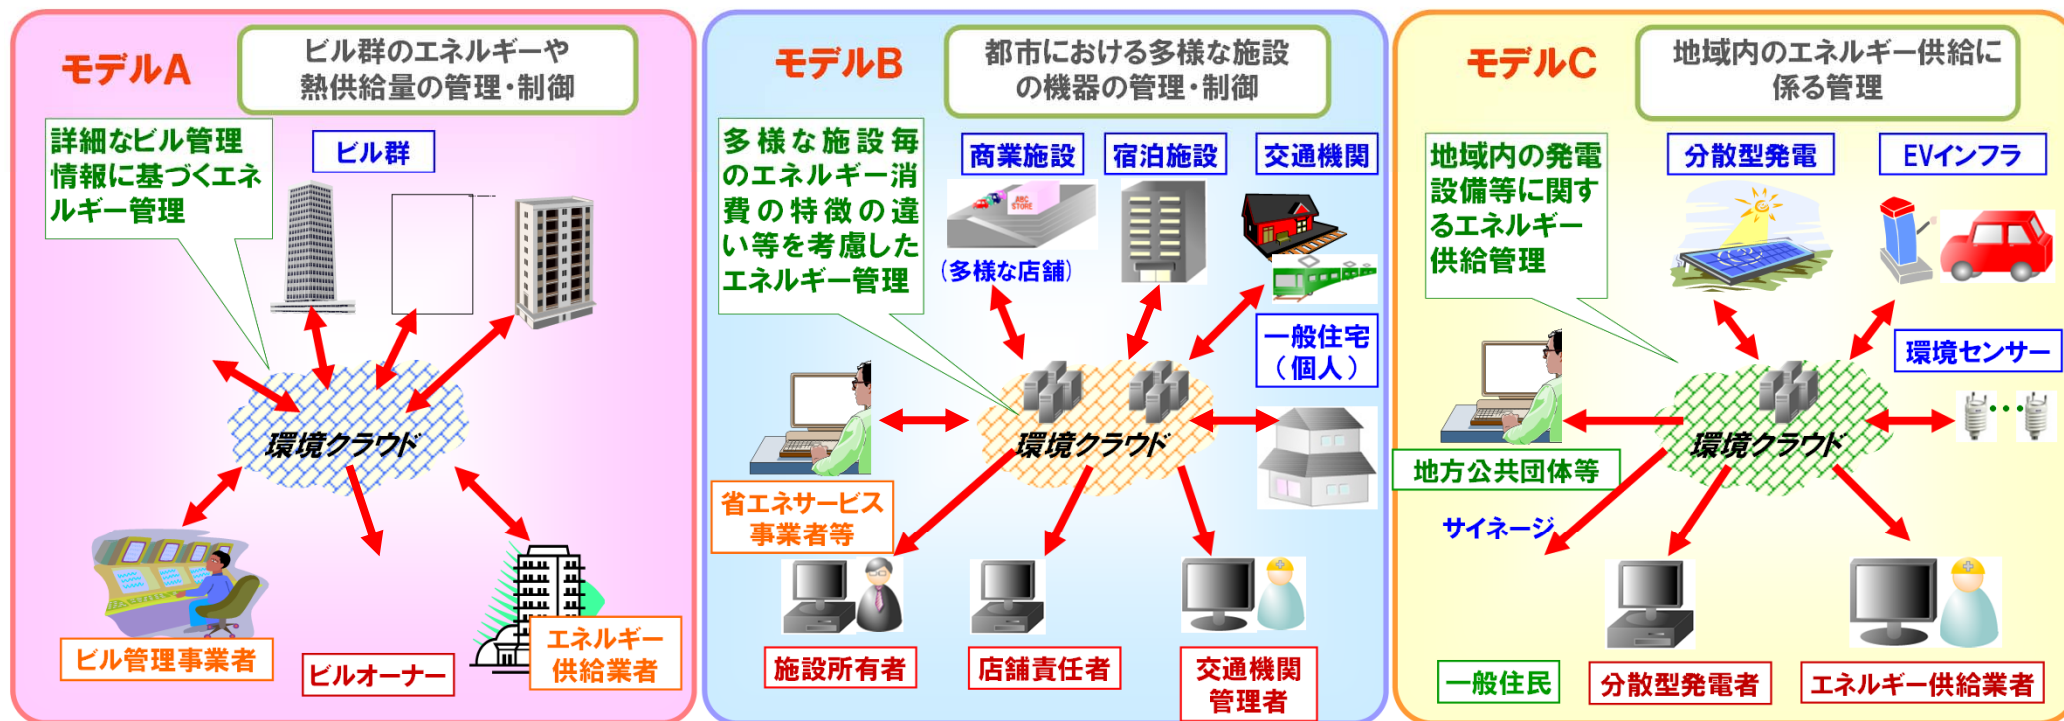 モデルA
ビル群のエネルギーや
熱供給量の管理・制御
詳細なビル管理
情報に基づくエネ
ルギー管理
ビル群
環境クラウド
ビル管理事業者
ビルオーナー
エネルギー
供給業者
モデルB
都市における多様な施設
の機器の管理・制御
多様な施設毎
のエネルギー消
費の特徴の違
い等を考慮した
エネルギー管理
商業施設
宿泊施設
交通機関
ABC
STORE
(多様な店舗)
一般住宅
(個人)
環境クラウド
省エネサービス
事業者等
施設所有者
店舗責任者
交通機関
管理者
モデルC
地域内のエネルギー供給に
係る管理
地域内の発電
設備等に関す
るエネルギー
供給管理
分散型発電
EVインフラ
環境センサー
環境クラウド
地方公共団体等
サイネージ
一般住民
分散型発電者
エネルギー供給業者